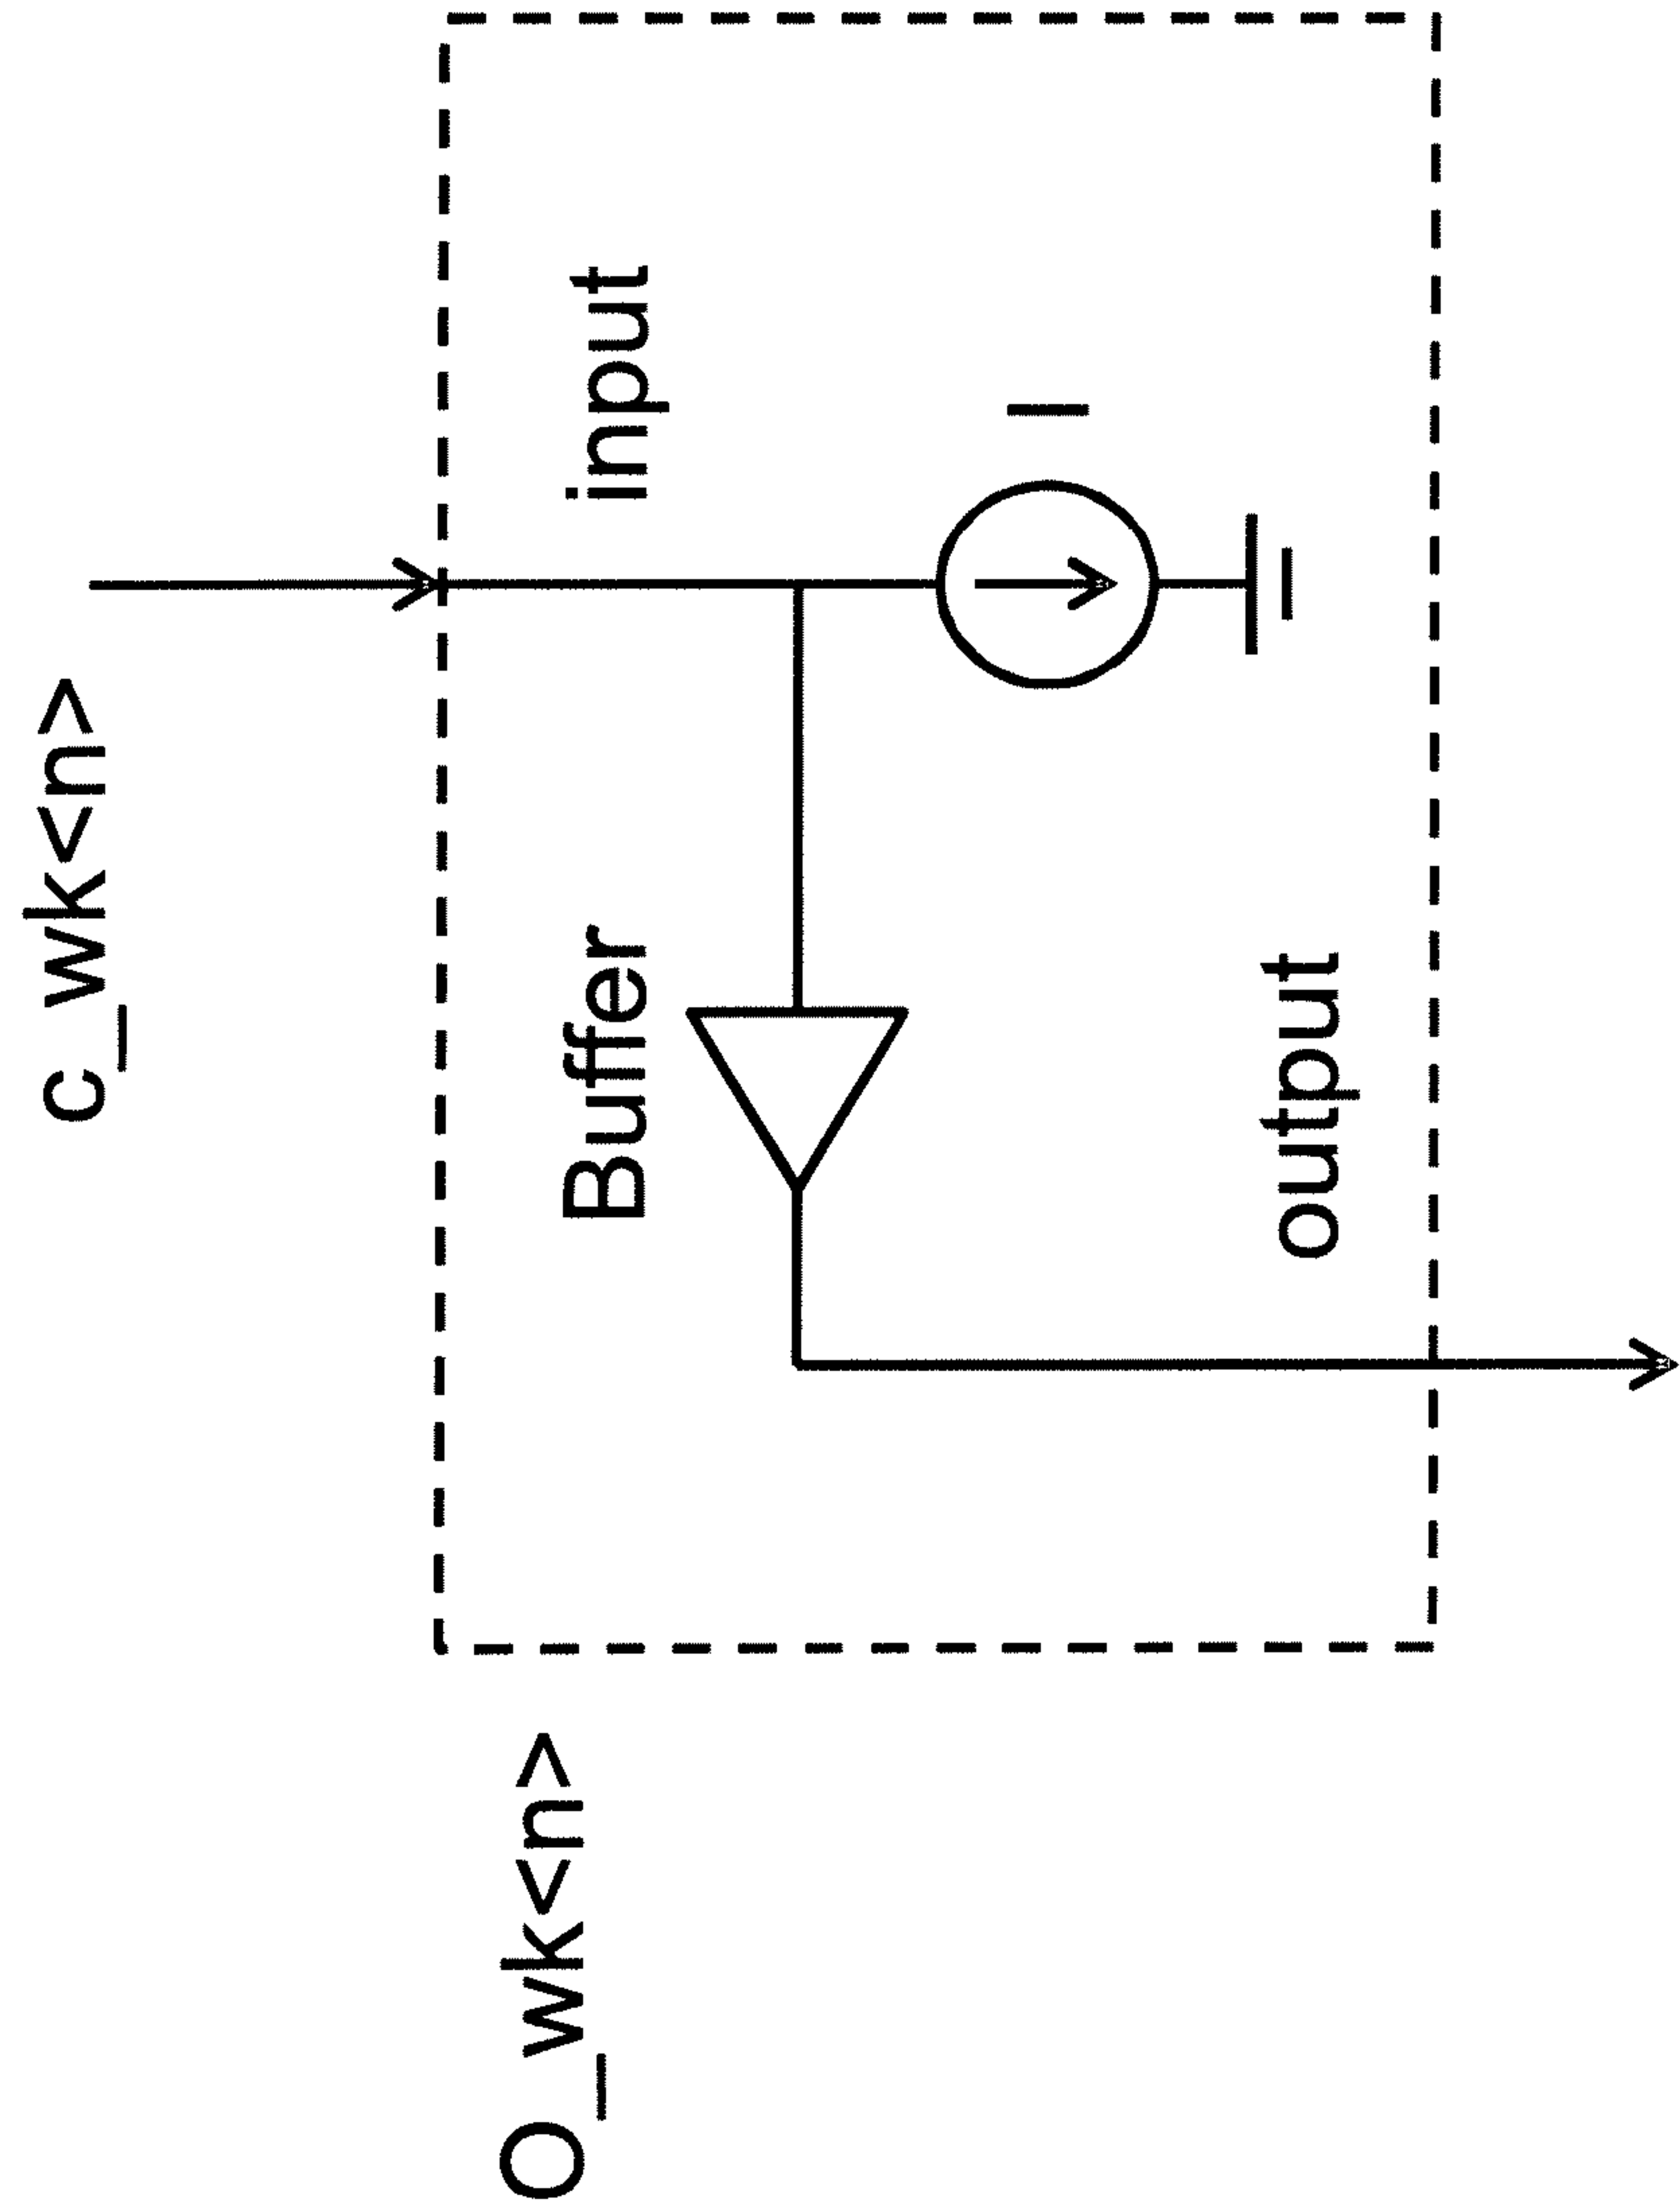 c_wk<n>
O_wk<n>
Buffer
input
I
output